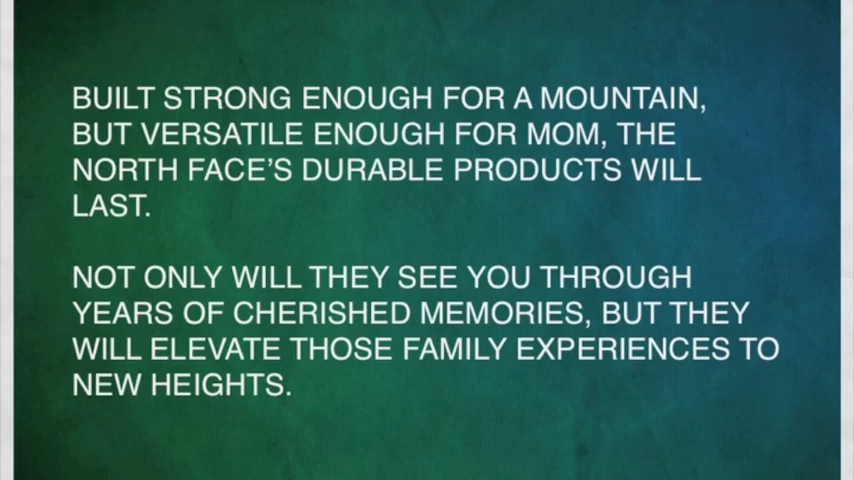 BUILT STRONG ENOUGH FOR A MOUNTAIN,
BUT VERSATILE ENOUGH FOR MOM, THE
NORTH FACE’S DURABLE PRODUCTS WILL
LAST.
NOT ONLY WILL THEY SEE YOU THROUGH
YEARS OF CHERISHED MEMORIES, BUT THEY
WILL ELEVATE THOSE FAMILY EXPERIENCES TO
NEW HEIGHTS.